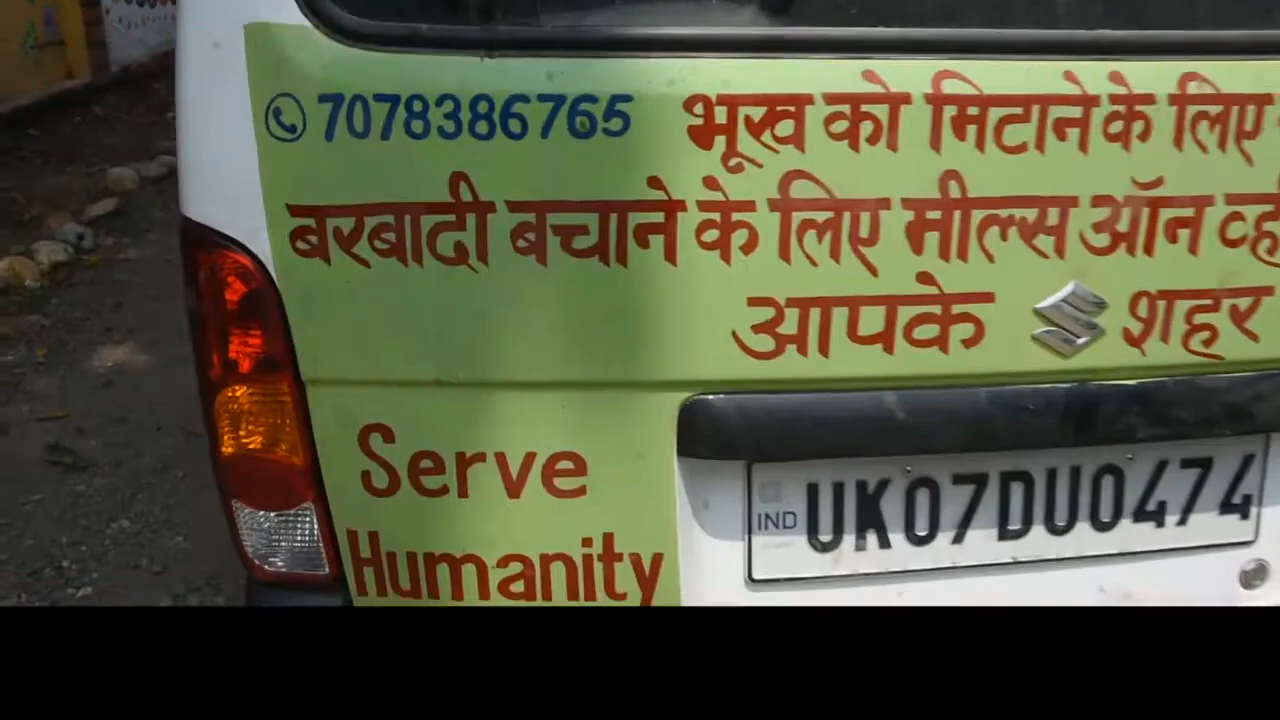 7078386765 भूख को मिटाने के लिए
बरबादी बचाने के लिए मील्स ऑन
आपके शहर
Serve
Humanity
IND UK07DU0474